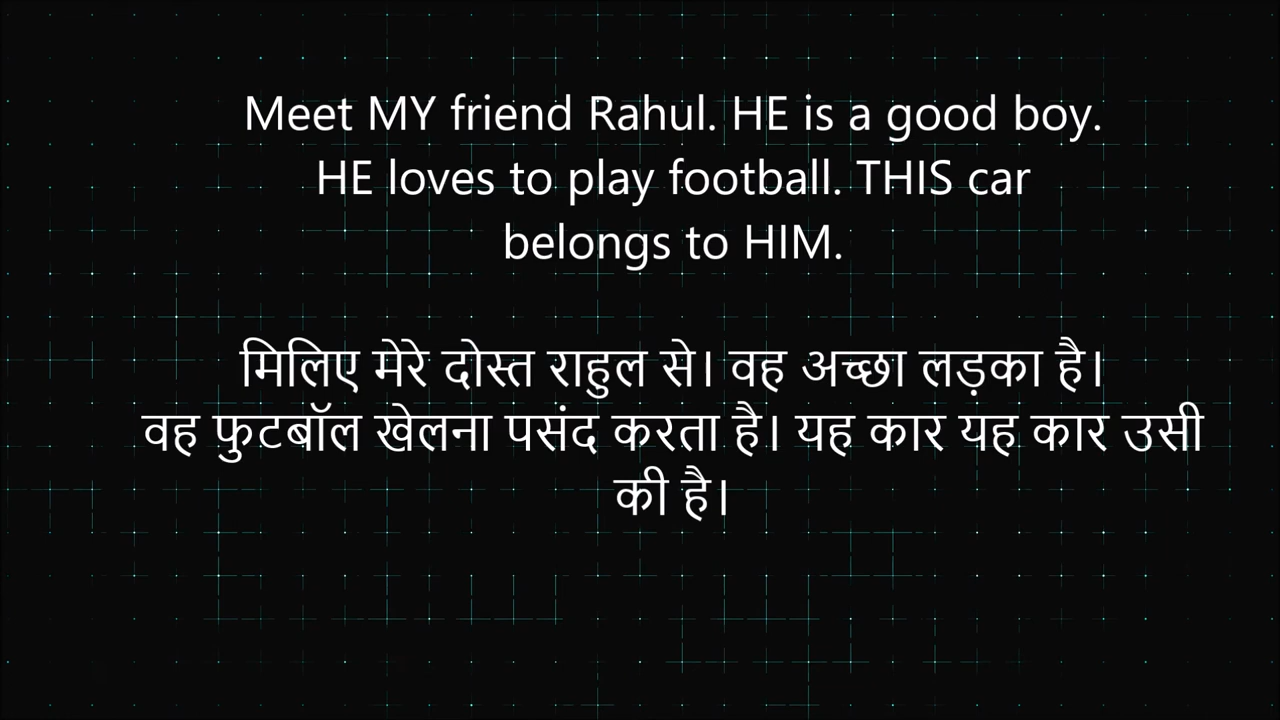 Meet MY friend Rahul. HE is a good boy.
HE loves to play football. THIS car
belongs to HIM.
मिलिए मेरे दोस्त राहुल से। वह अच्छा लड़का है।
वह फुटबॉल खेलना पसंद करता है। यह कार यह कार उसी
की है।